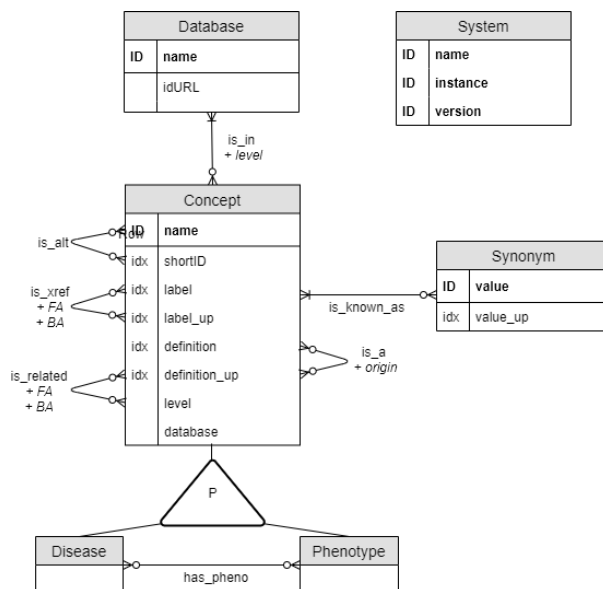 Database
ID name
idURL
System
ID name
ID instance
ID version
is_in
+ level
Concept
ID name
Row
is_alt
idx shortID
idx label
is_xref
+ FA
+ BA
idx label_up
idx definition
idx definition_up
is_related
+ FA
+ BA
level
database
is_a
+ origin
is_known_as
Synonym
ID value
idx value_up
P
Disease
Phenotype
has_pheno